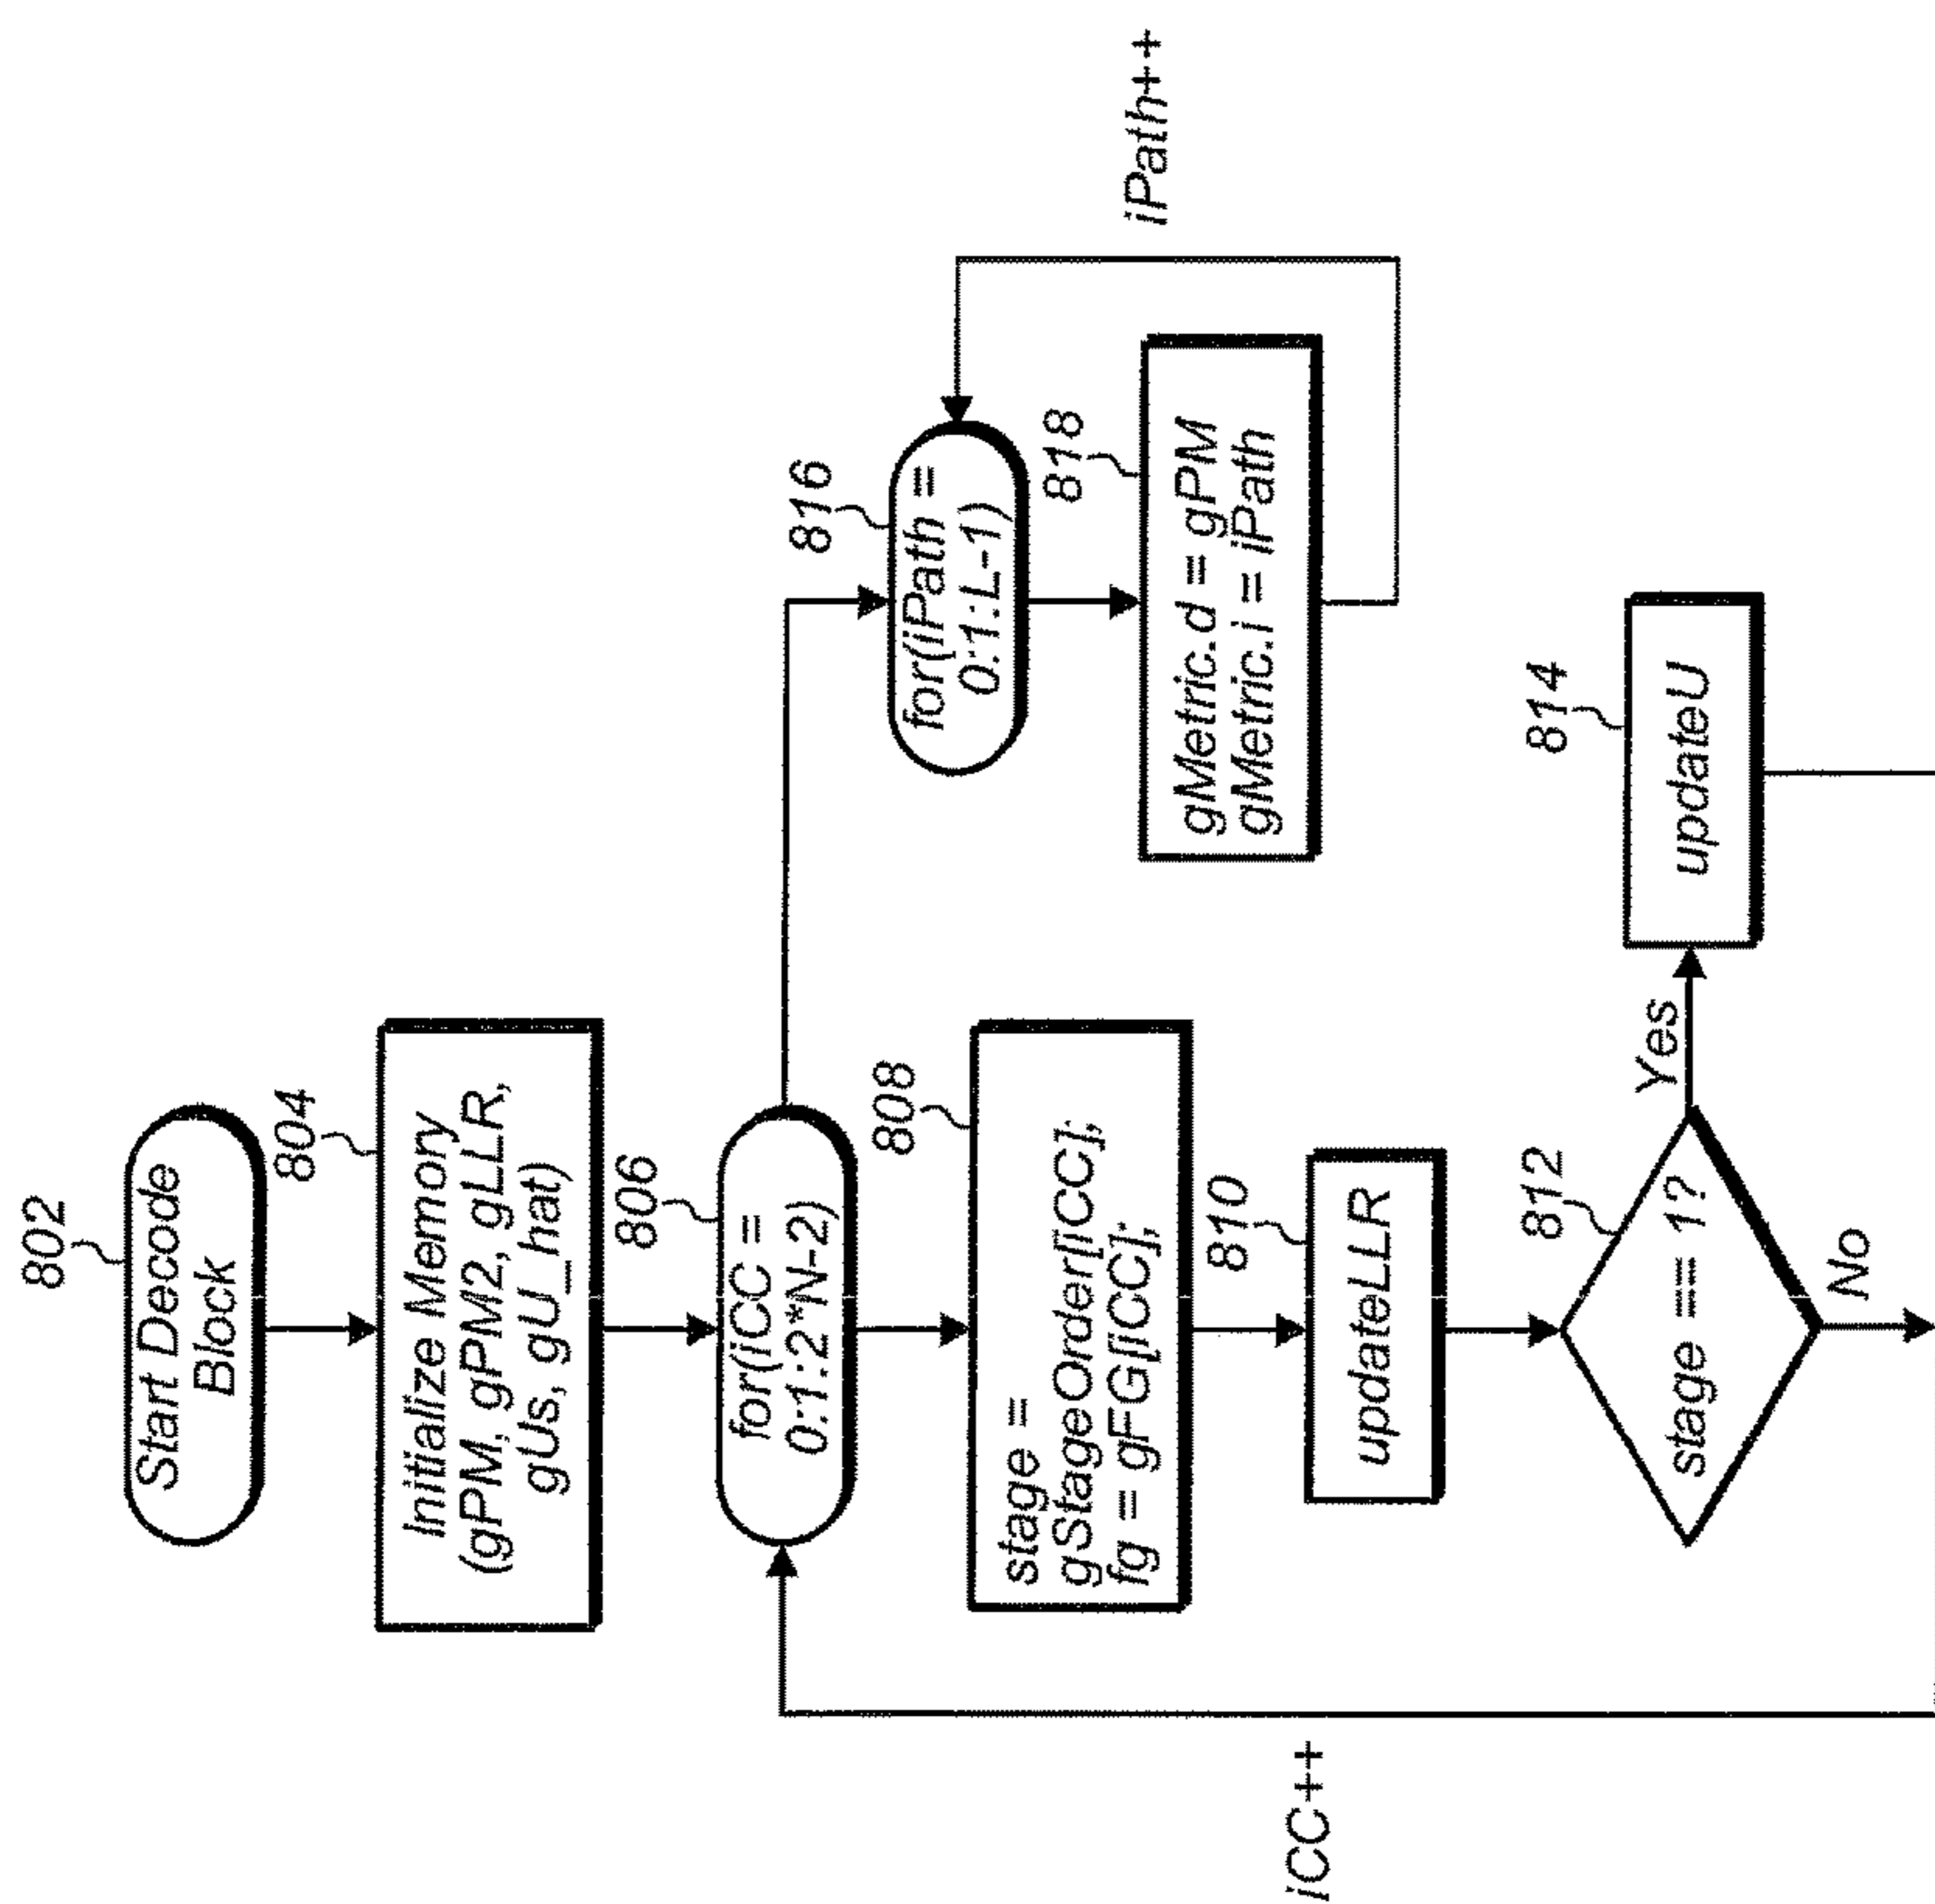 802
Start Decode
Block
804
Initialize Memory
(gPM, gPM2, gLLR,
gUs, gU_hat)
806
for(iCC =
0:1:2*N-2)
808
stage =
gStageOrder[iCC];
fg = gFG[iCC];
810
updateLLR
812
stage == 1?
Yes
No
814
updateU
816
for(iPath =
0:1:L-1)
818
gMetric.d = gPM
gMetric.i = iPath
iPath++
iCC++